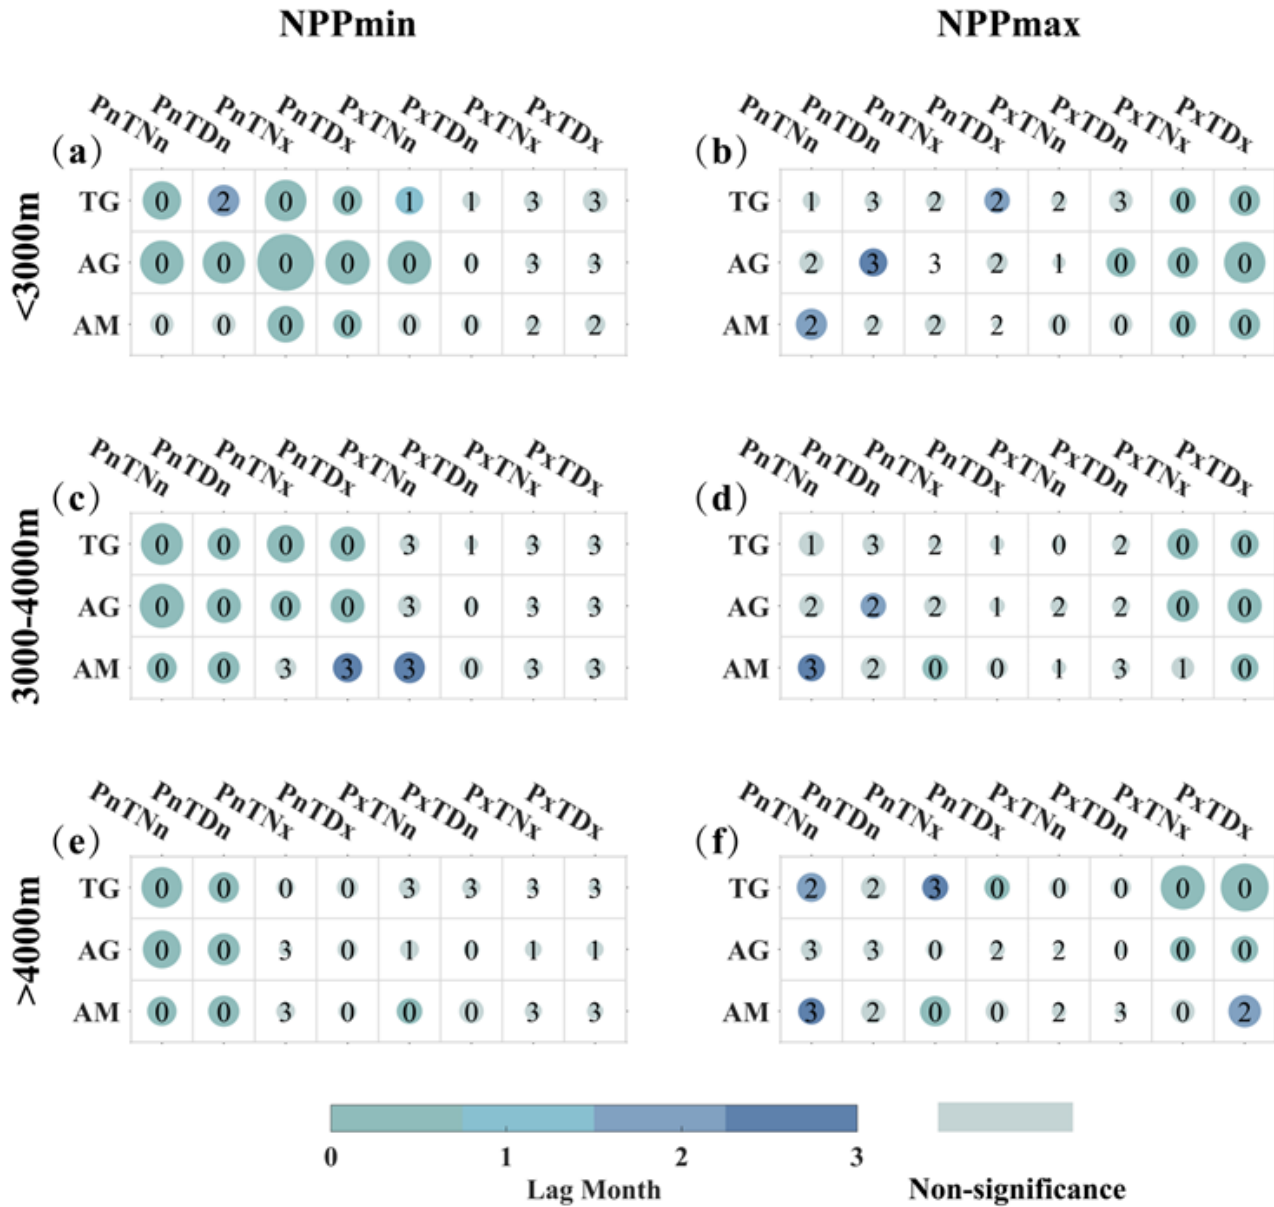 NPPmin NPPmax
PnTNn PnTDn PnTNx PnTDx PxTNn PxTDn PxTNx PxTDx PnTNn PnTDn PnTNx PnTDx PxTNn PxTDn PxTNx PxTDx
(a) (b)
<3000m
TG 0 2 0 0 1 1 3 3 TG 1 3 2 2 2 3 0 0
AG 0 0 0 0 0 0 3 3 AG 2 3 3 2 1 0 0 0
AM 0 0 0 0 0 0 2 2 AM 2 2 2 2 0 0 0 0
PnTNn PnTDn PnTNx PnTDx PxTNn PxTDn PxTNx PxTDx PnTNn PnTDn PnTNx PnTDx PxTNn PxTDn PxTNx PxTDx
(c) (d)
3000-4000m
TG 0 0 0 0 3 1 3 3 TG 1 3 2 1 0 2 0 0
AG 0 0 0 0 3 0 3 3 AG 2 2 2 1 2 2 0 0
AM 0 0 3 3 3 0 3 3 AM 3 2 0 0 1 3 1 0
PnTNn PnTDn PnTNx PnTDx PxTNn PxTDn PxTNx PxTDx PnTNn PnTDn PnTNx PnTDx PxTNn PxTDn PxTNx PxTDx
(e) (f)
>4000m
TG 0 0 0 0 3 3 3 3 TG 2 2 3 0 0 0 0 0
AG 0 0 3 0 1 0 1 1 AG 3 3 0 2 2 0 0 0
AM 0 0 3 0 0 0 3 3 AM 3 2 0 0 2 3 0 2
0 1 2 3
Lag Month Non-significance